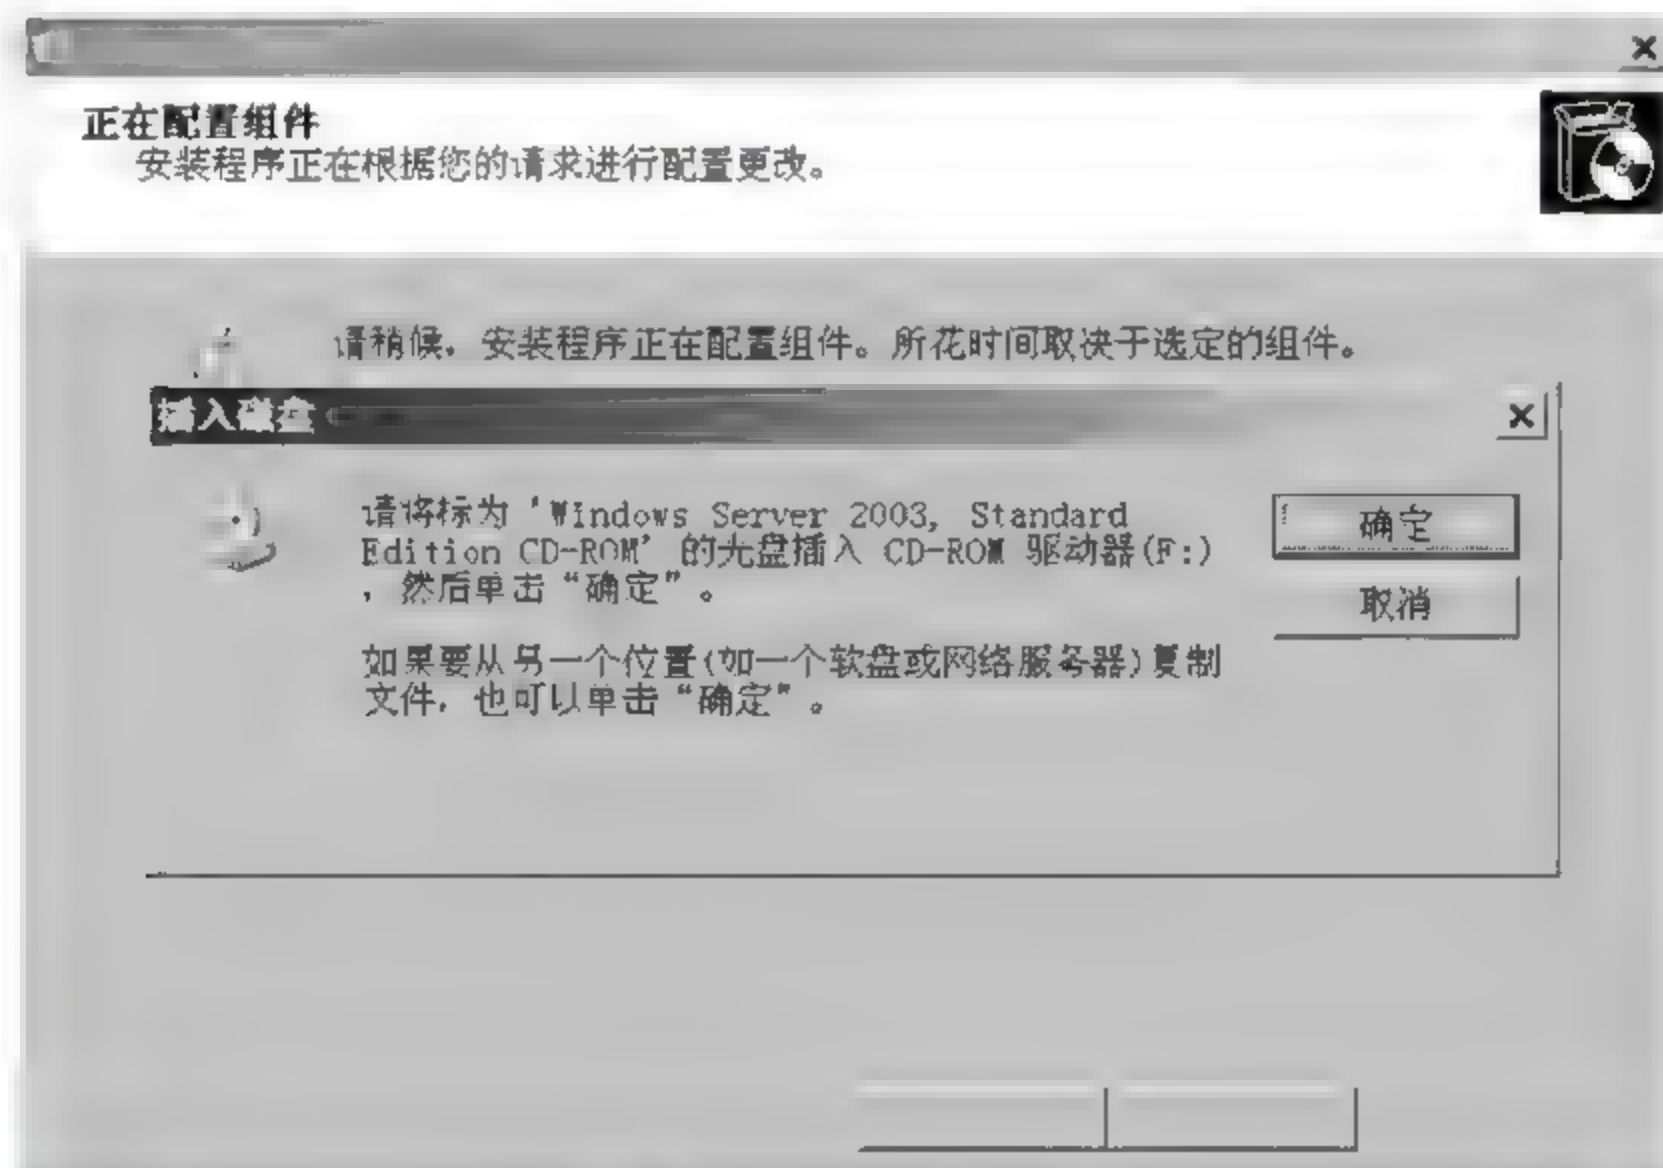 正在配置组件
安装程序正在根据您的请求进行配置更改。
请稍候，安装程序正在配置组件。所花时间取决于选定的组件。
插入磁盘
请将标为‘Windows Server 2003, Standard
Edition CD-ROM’的光盘插入 CD-ROM 驱动器(F:)
，然后单击“确定”。
确定
取消
如果要从另一个位置(如一个软盘或网络服务器)复制
文件，也可以单击“确定”。